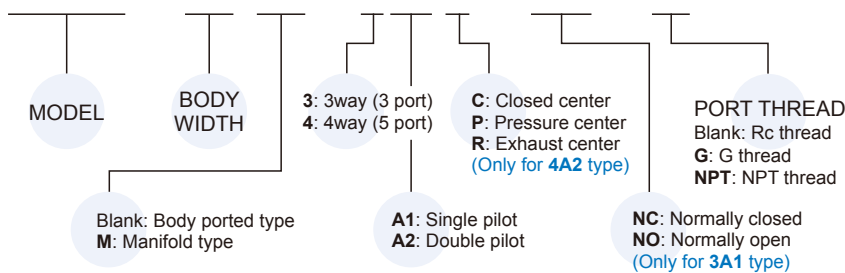 MODEL
BODY
WIDTH
3: 3way (3 port)
4: 4way (5 port)
C: Closed center
P: Pressure center
R: Exhaust center
(Only for 4A2 type)
PORT THREAD
Blank: Rc thread
G: G thread
NPT: NPT thread
Blank: Body ported type
M: Manifold type
A1: Single pilot
A2: Double pilot
NC: Normally closed
NO: Normally open
(Only for 3A1 type)